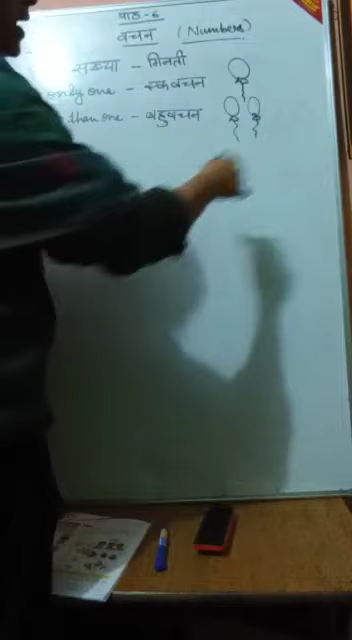 पाठ-6
वचन (Numbers)
संख्या - गिनती
only one - एकवचन
than one - बहुवचन